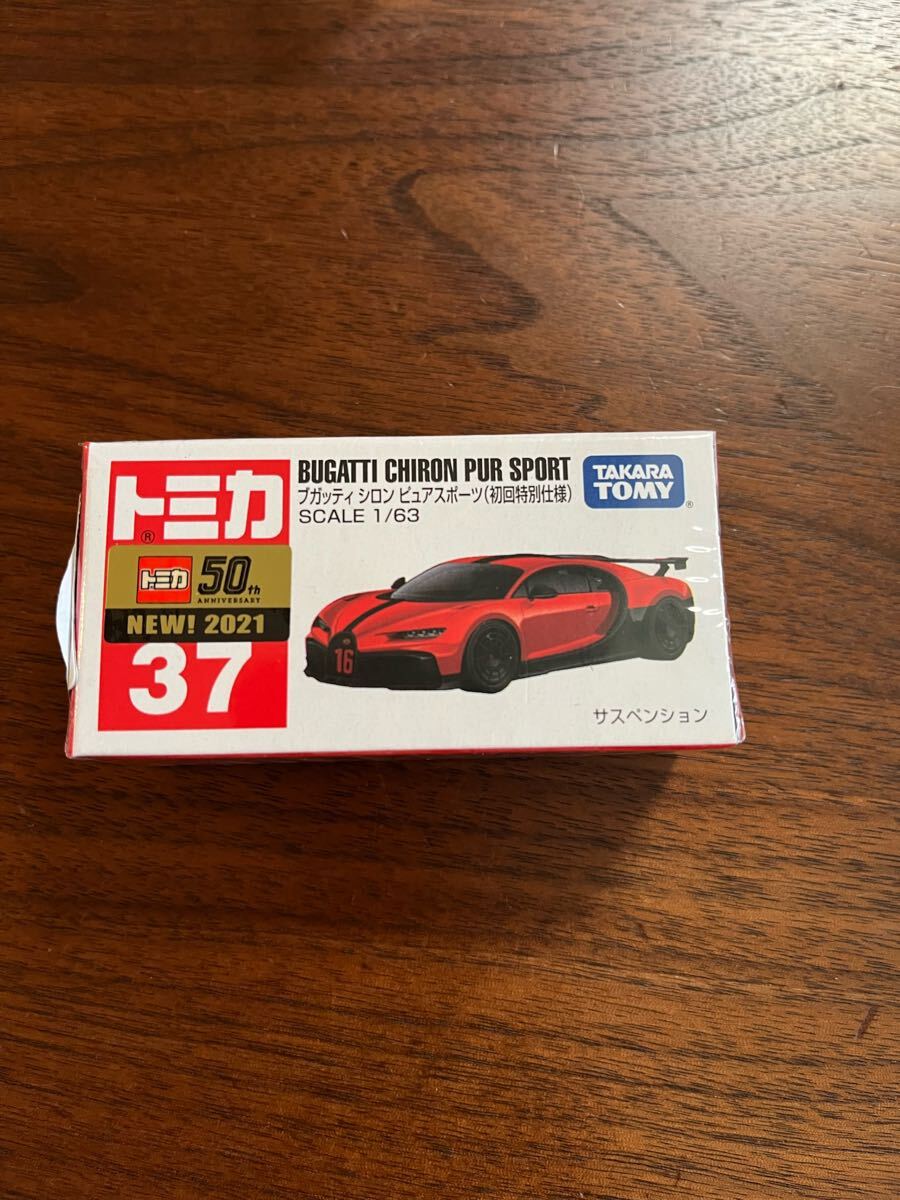 トミカ
®
トミカ 50th
ANNIVERSARY
NEW! 2021
37
BUGATTI CHIRON PUR SPORT
ブガッティ シロン ピュアスポーツ(初回特別仕様)
SCALE 1/63
TAKARA
TOMY
®
16
サスペンション